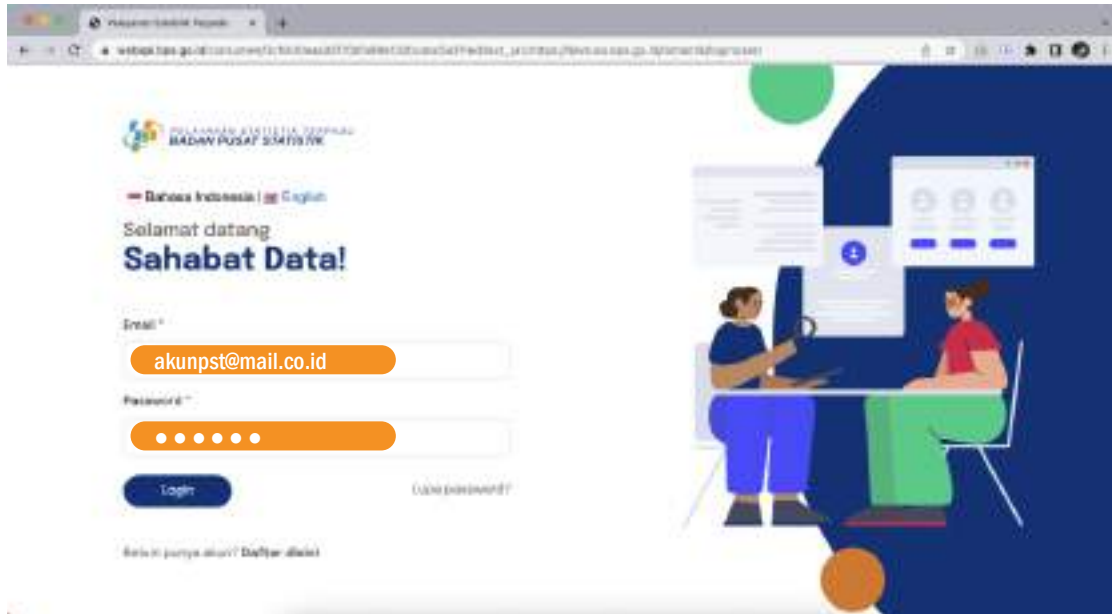 PELAYANAN STATISTIK TERPADU
BADAN PUSAT STATISTIK
Bahasa Indonesia | English
Selamat datang
Sahabat Data!
Email *
akunpst@mail.co.id
Password *
Login
Lupa password?
Belum punya akun? Daftar disini